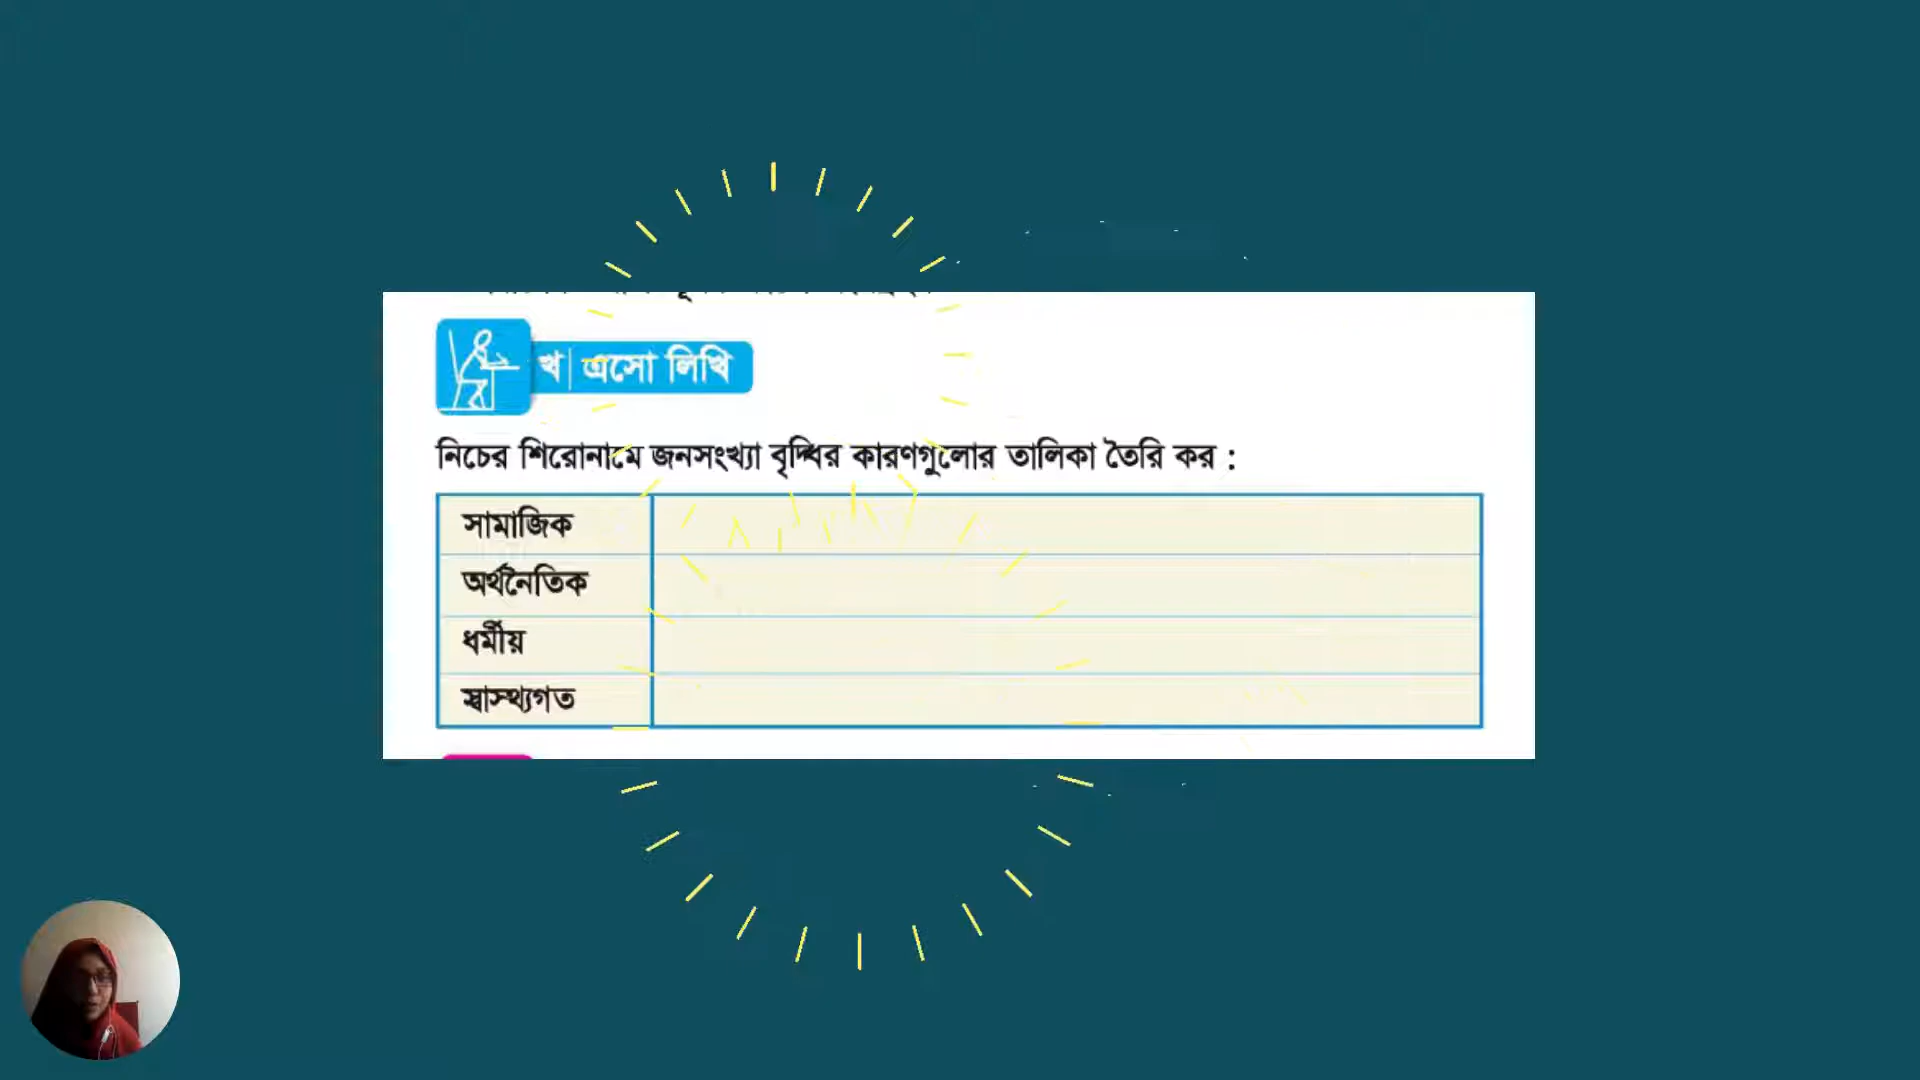 খ এসো লিখি
নিচের শিরোনামে জনসংখ্যা বৃদ্ধির কারণগুলোর তালিকা তৈরি কর :
সামাজিক
অর্থনৈতিক
ধর্মীয়
স্বাস্থ্যগত